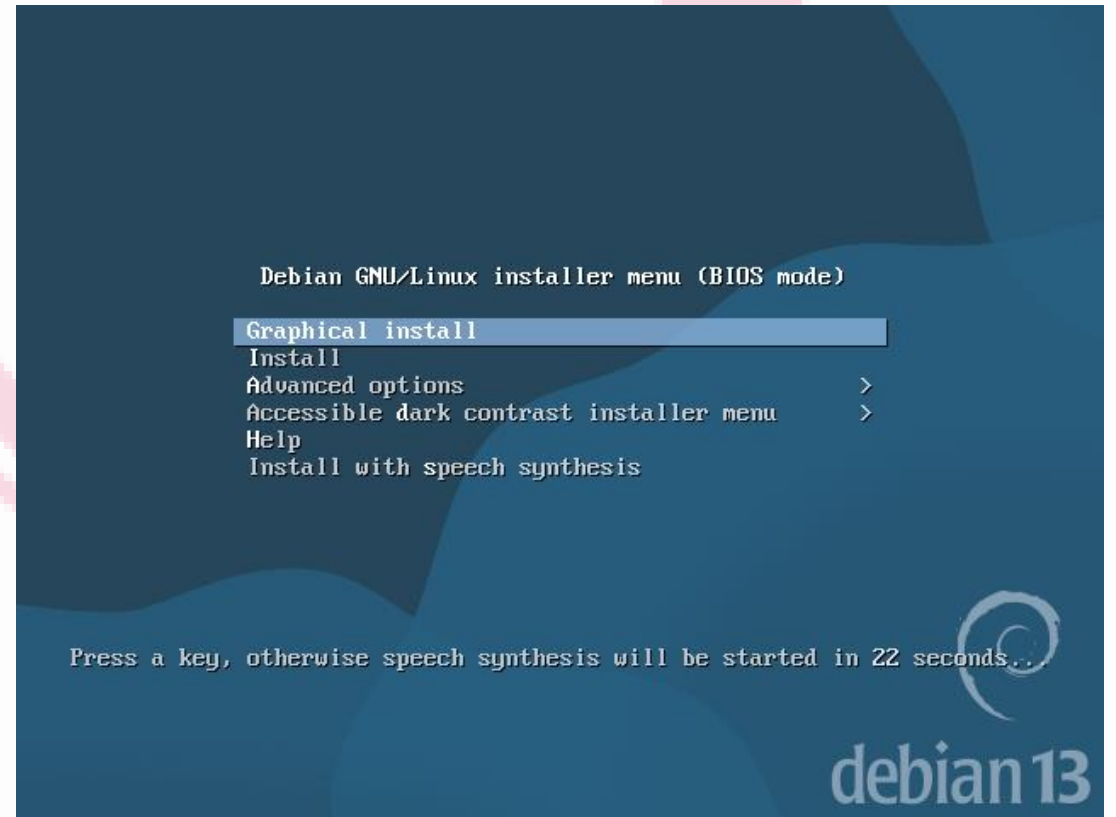 Debian GNU/Linux installer menu (BIOS mode)
Graphical install
Install
Advanced options >
Accessible dark contrast installer menu >
Help
Install with speech synthesis
Press a key, otherwise speech synthesis will be started in 22 seconds...
debian 13